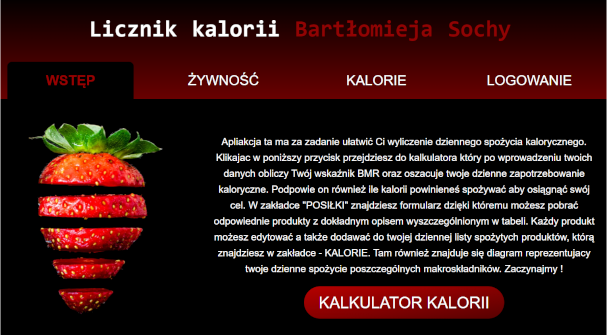 Licznik kalorii Bartłomieja Sochy
WSTĘP ŻYWNOŚĆ KALORIE LOGOWANIE
Apliakcja ta ma za zadanie ułatwić Ci wyliczenie dziennego spożycia kalorycznego.
Klikajac w poniższy przycisk przejdziesz do kalkulatora który po wprowadzeniu twoich
danych obliczy Twój wskaźnik BMR oraz oszacuje twoje dzienne zapotrzebowanie
kaloryczne. Podpowie on również ile kalorii powinieneś spożywać aby osiągnąć swój
cel. W zakładce "POSIŁKI" znajdziesz formularz dzięki któremu możesz pobrać
odpowiednie produkty z dokładnym opisem wyszczególnionym w tabeli. Każdy produkt
możesz edytować a także dodawać do twojej dziennej listy spożytych produktów, którą
znajdziesz w zakładce - KALORIE. Tam również znajduje się diagram reprezentujacy
twoje dzienne spożycie poszczególnych makroskładników. Zaczynajmy !
KALKULATOR KALORII